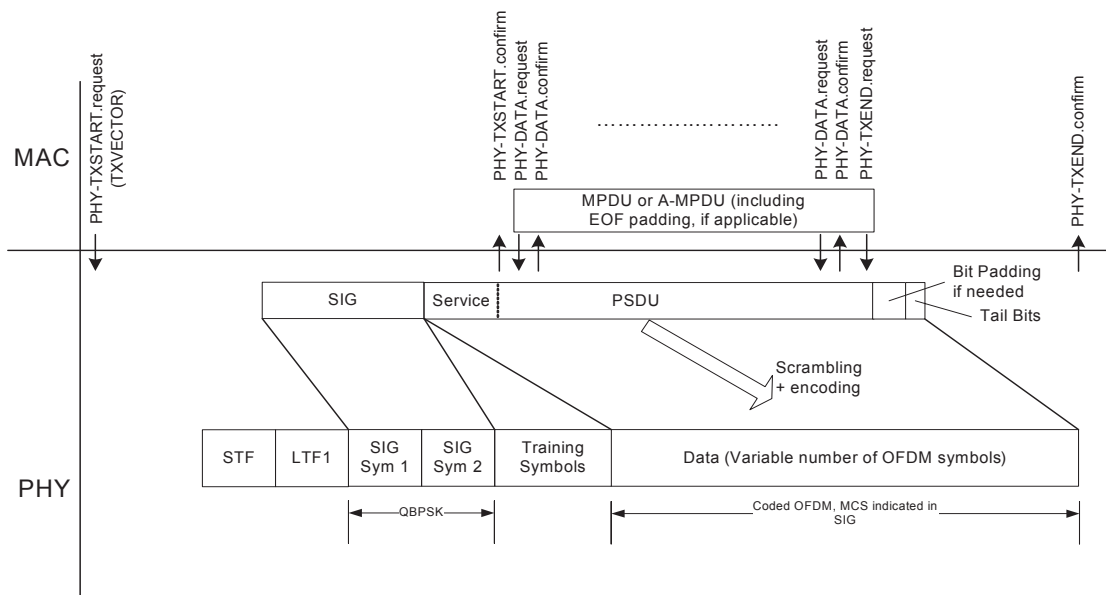 PHY-TXSTART.request
(TXVECTOR)
PHY-TXSTART.confirm
PHY-DATA.request
PHY-DATA.confirm
PHY-DATA.request
PHY-DATA.confirm
PHY-TXEND.request
PHY-TXEND.confirm
MAC
MPDU or A-MPDU (including
EOF padding, if applicable)
SIG
Service
PSDU
Bit Padding
if needed
Tail Bits
Scrambling
+ encoding
STF
LTF1
SIG
Sym 1
SIG
Sym 2
Training
Symbols
Data (Variable number of OFDM symbols)
PHY
QBPSK
Coded OFDM, MCS indicated in
SIG